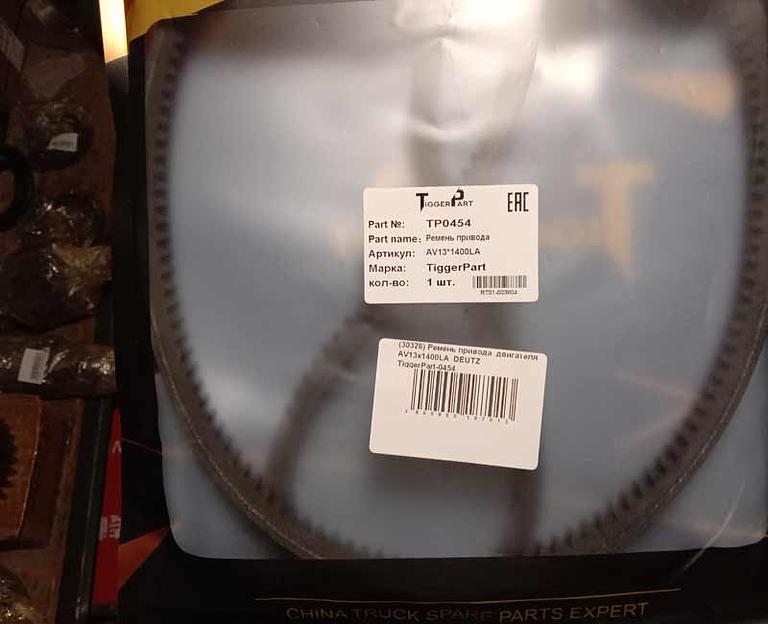 TIGGERPART
EAC
Part №: TP0454
Part name: Ремень привода
Артикул: AV13*1400LA
Марка: TiggerPart
кол-во: 1 шт.
(30326) Ремень привода двигателя
AV13x1400LA DEUTZ
TiggerPart-0454
CHINA TRUCK SPARE PARTS EXPERT